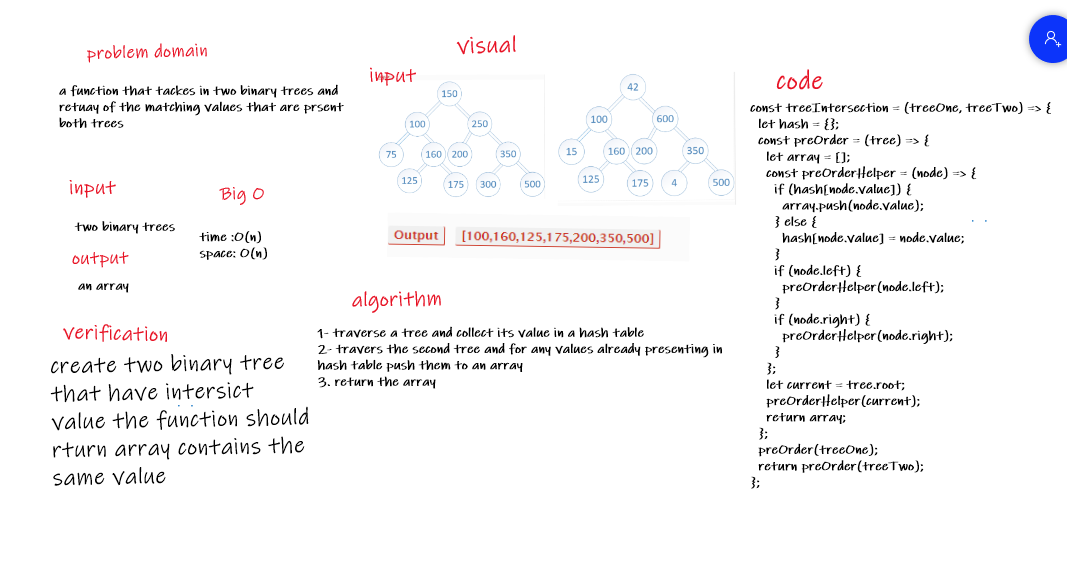 problem domain
a function that tackes in two binary trees and
retuay of the matching values that are prsent
both trees
input
two binary trees
output
an array
Big O
time :O(n)
space: O(n)
Verification
create two binary tree
that have intersict
value the function should
rturn array contains the
same value
Visual
input
150
100 250
75 160 200 350
125 175 300 500
42
100 600
15 160 200 350
125 175 4 500
Output [100,160,125,175,200,350,500]
algorithm
1- traverse a tree and collect its value in a hash table
2- travers the second tree and for any values already presenting in
hash table push them to an array
3. return the array
code
const treeIntersection = (treeOne, treeTwo) => {
let hash = {};
const preOrder = (tree) => {
let array = [];
const preOrderHelper = (node) => {
if (hash[node.value]) {
array.push(node.value);
} else {
hash[node.value] = node.value;
}
if (node.left) {
preOrderHelper(node.left);
}
if (node.right) {
preOrderHelper(node.right);
}
};
let current = tree.root;
preOrderHelper(current);
return array;
};
preOrder(treeOne);
return preOrder(treeTwo);
};